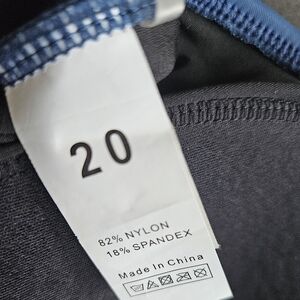 20
82% NYLON
18% SPANDEX
Made In China